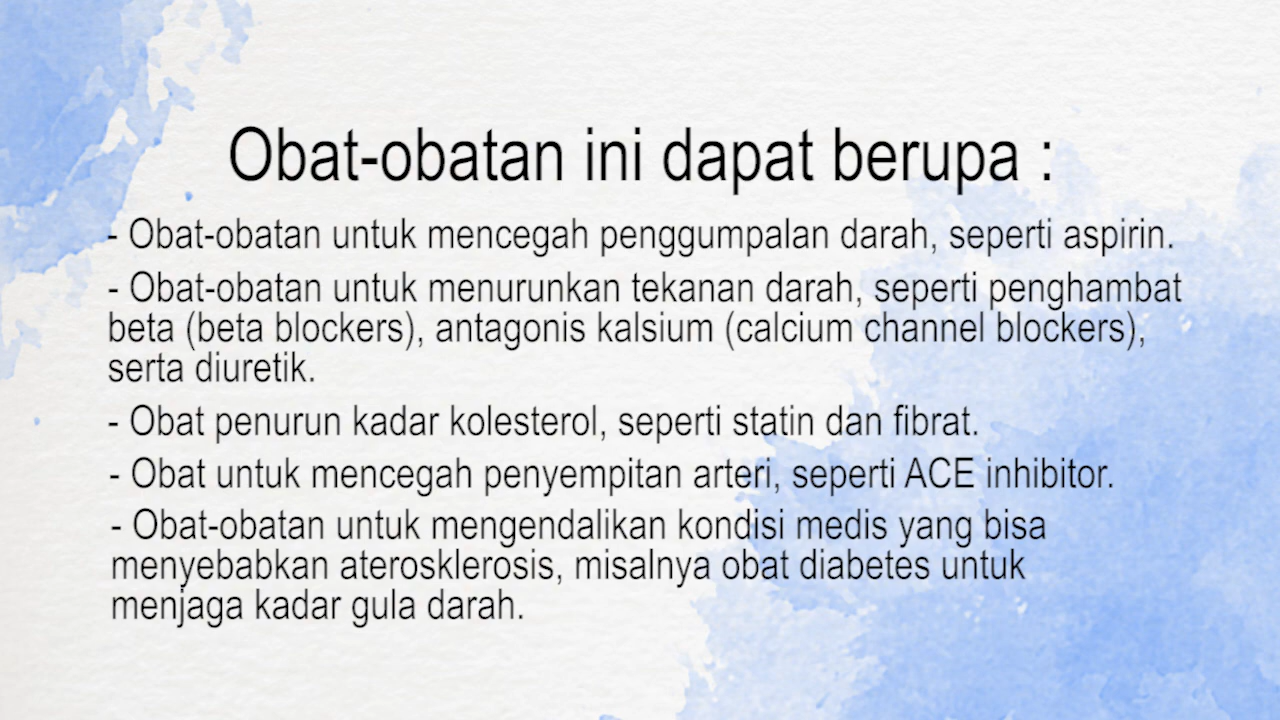 Obat-obatan ini dapat berupa :
- Obat-obatan untuk mencegah penggumpalan darah, seperti aspirin.
- Obat-obatan untuk menurunkan tekanan darah, seperti penghambat
beta (beta blockers), antagonis kalsium (calcium channel blockers),
serta diuretik.
- Obat penurun kadar kolesterol, seperti statin dan fibrat.
- Obat untuk mencegah penyempitan arteri, seperti ACE inhibitor.
- Obat-obatan untuk mengendalikan kondisi medis yang bisa
menyebabkan aterosklerosis, misalnya obat diabetes untuk
menjaga kadar gula darah.